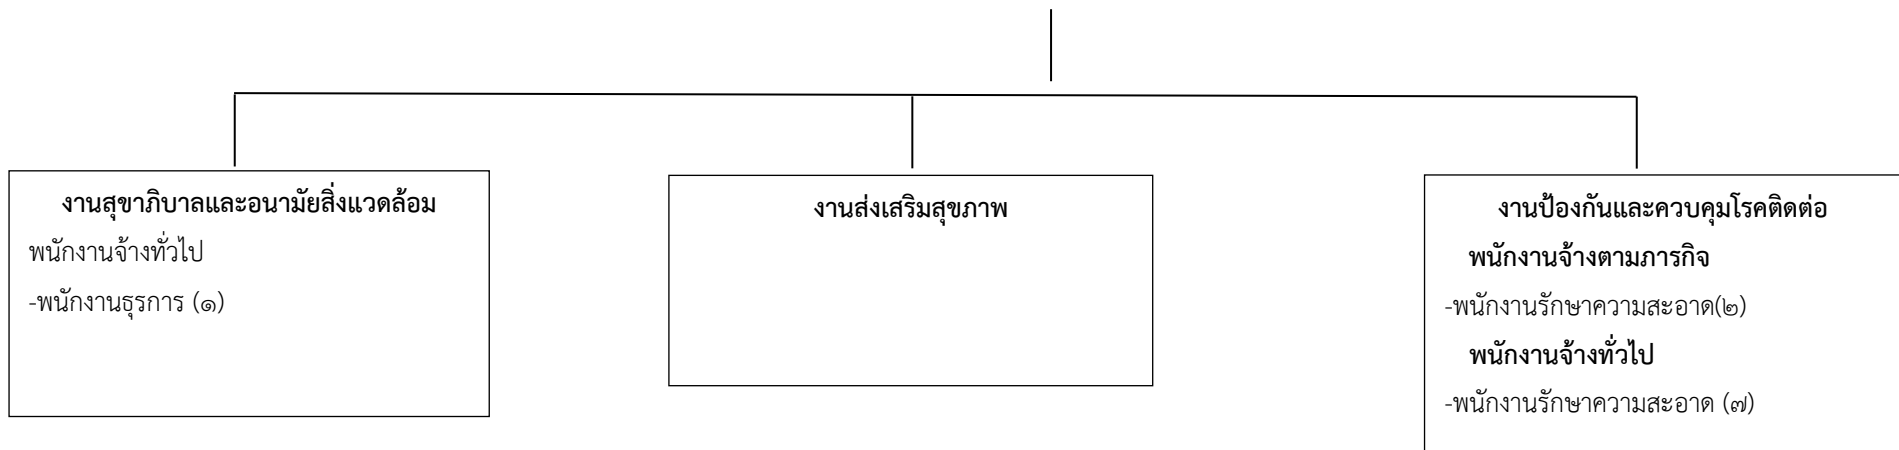 งานสุขาภิบาลและอนามัยสิ่งแวดล้อม
พนักงานจ้างทั่วไป
-พนักงานธุรการ (๑)
งานส่งเสริมสุขภาพ
งานป้องกันและควบคุมโรคติดต่อ
พนักงานจ้างตามภารกิจ
-พนักงานรักษาความสะอาด(๒)
พนักงานจ้างทั่วไป
-พนักงานรักษาความสะอาด (๗)